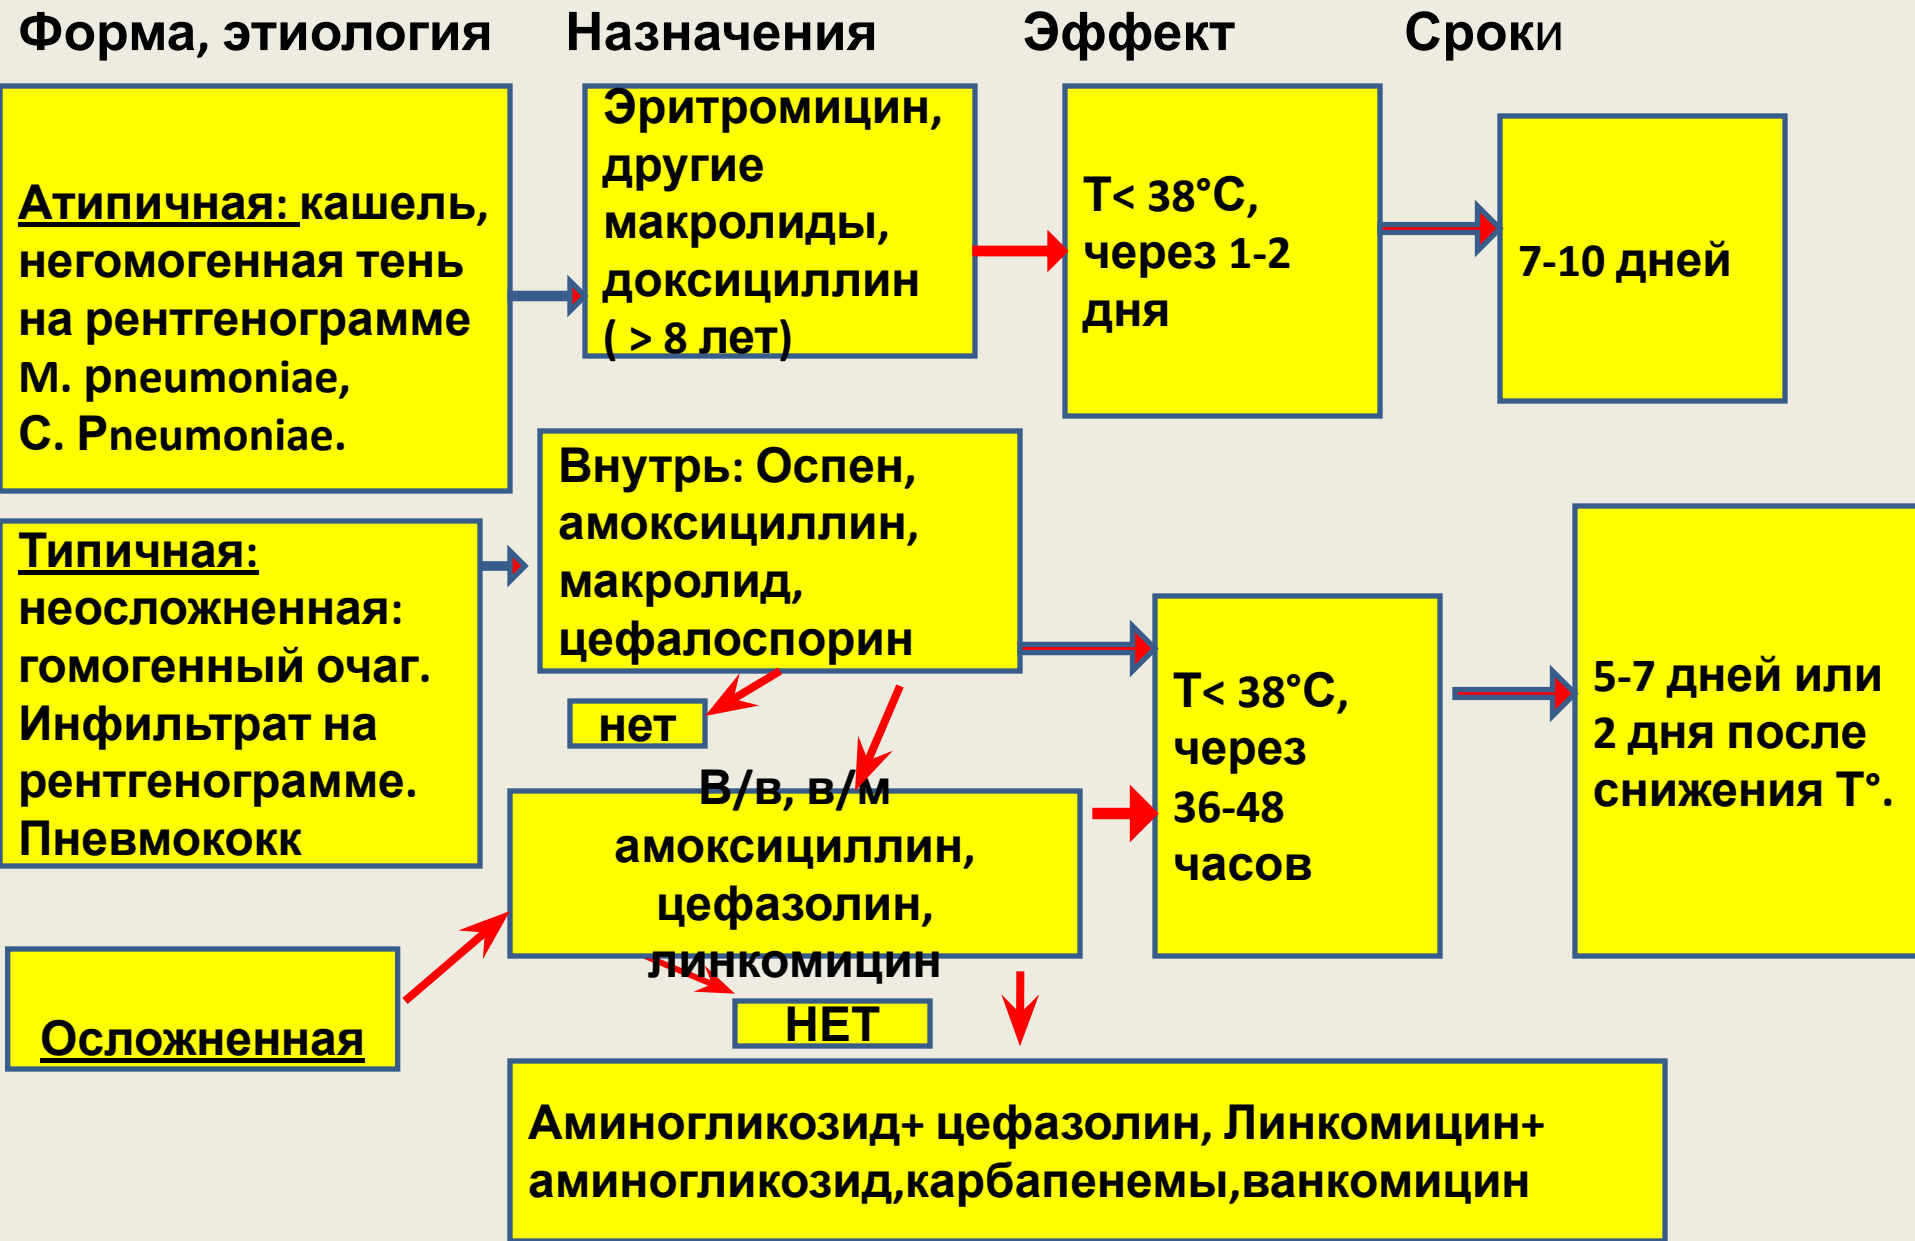 Форма, этиология Назначения Эффект Сроки
Атипичная: кашель,
негомогенная тень
на рентгенограмме
M. pneumoniae,
C. Pneumoniae.
Эритромицин,
другие
макролиды,
доксициллин
( > 8 лет)
Т< 38°С,
через 1-2
дня
7-10 дней
Типичная:
неосложненная:
гомогенный очаг.
Инфильтрат на
рентгенограмме.
Пневмококк
Внутрь: Оспен,
амоксициллин,
макролид,
цефалоспорин
нет
В/в, в/м
амоксициллин,
цефазолин,
линкомицин
Т< 38°С,
через
36-48
часов
5-7 дней или
2 дня после
снижения Т°.
Осложненная
НЕТ
Аминогликозид+ цефазолин, Линкомицин+
аминогликозид,карбапенемы,ванкомицин